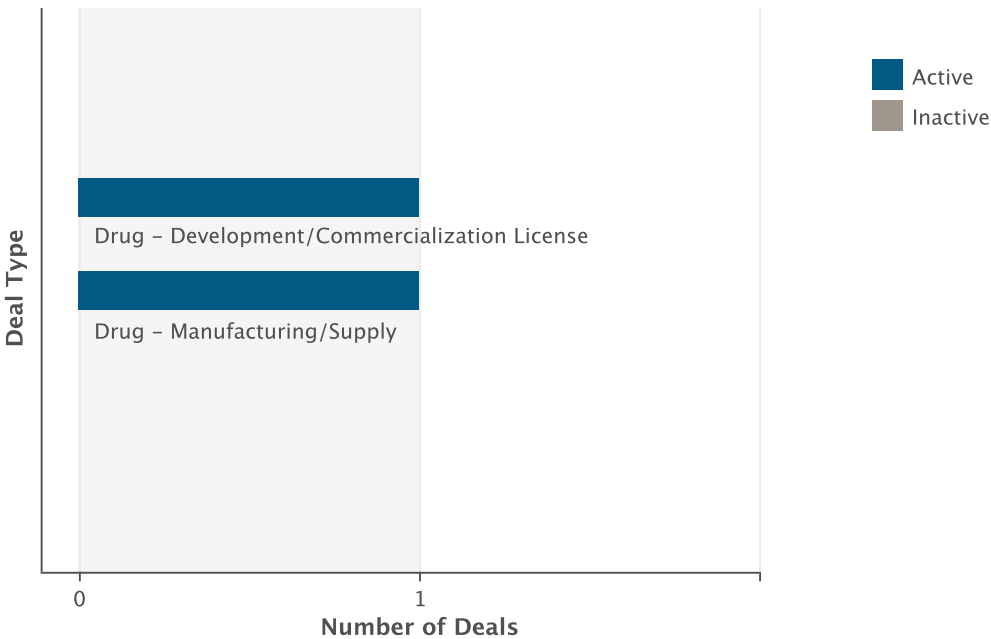 Active
Inactive
Drug – Development/Commercialization License
Drug – Manufacturing/Supply
Deal Type
0
1
Number of Deals